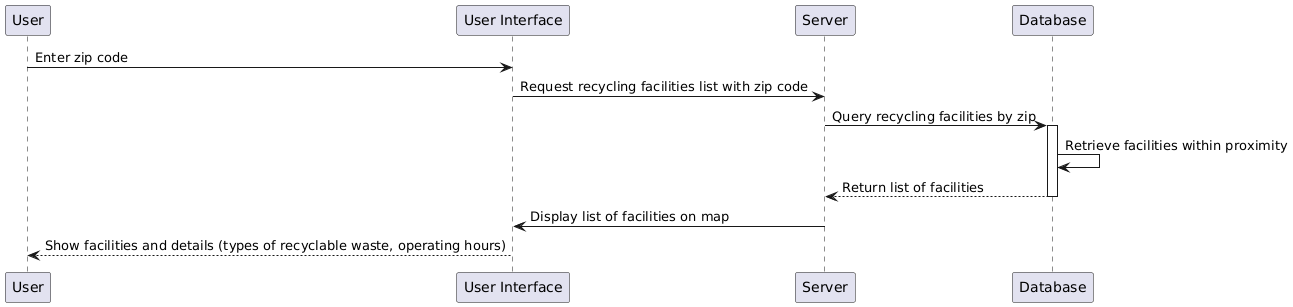 User
User Interface
Server
Database
Enter zip code
Request recycling facilities list with zip code
Query recycling facilities by zip
Retrieve facilities within proximity
Return list of facilities
Display list of facilities on map
Show facilities and details (types of recyclable waste, operating hours)
User
User Interface
Server
Database